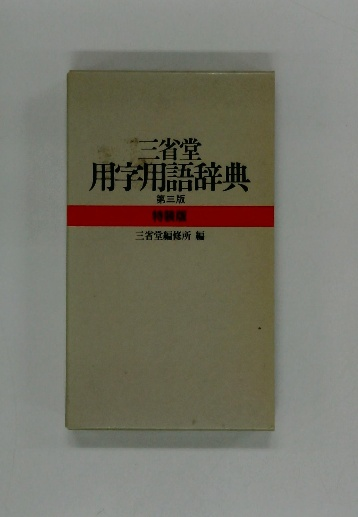 三省堂
用字用語辞典
第三版
特装版
三省堂編修所 編